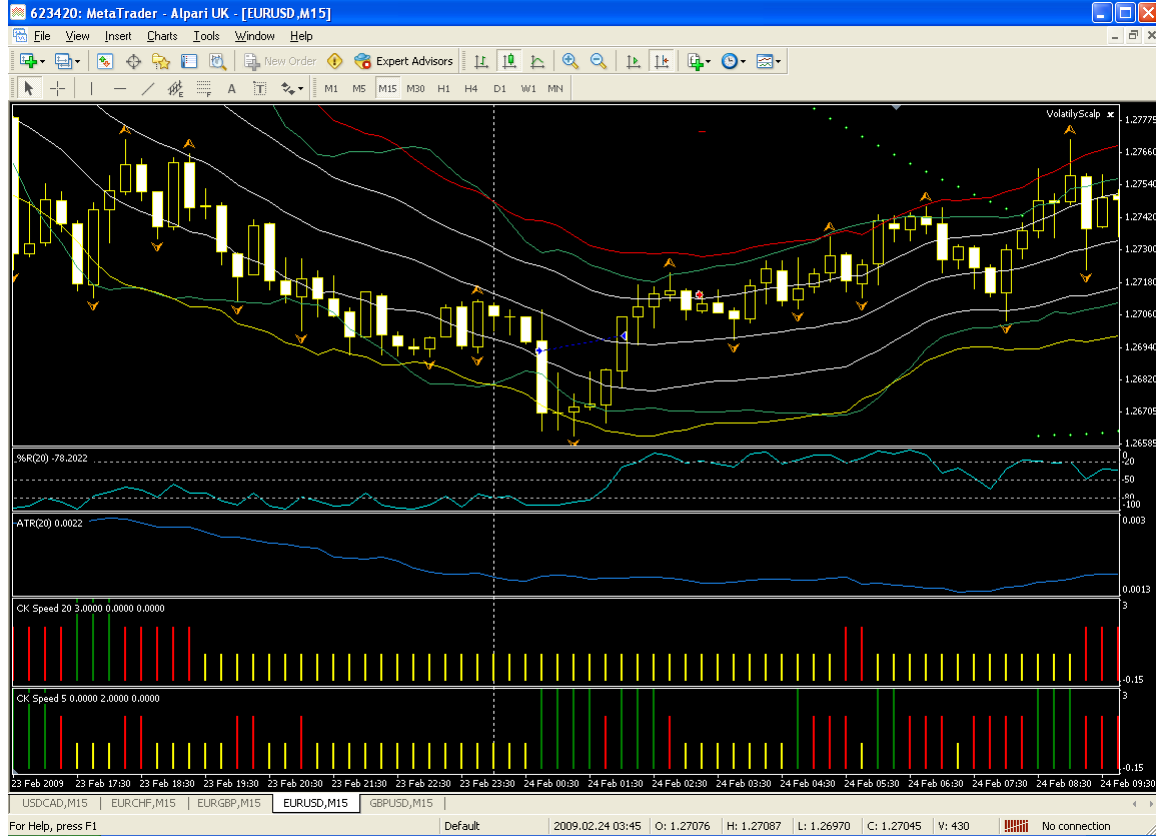 623420: MetaTrader - Alpari UK - [EURUSD,M15]
File View Insert Charts Tools Window Help
New Order Expert Advisors
A T M1 M5 M15 M30 H1 H4 D1 W1 MN
VolatilyScalp x
1.27775
1.27660
1.27540
1.27420
1.27300
1.27180
1.27060
1.26940
1.26820
1.26705
1.26585
%R(20) -78.2022
0
-20
-50
-80
-100
ATR(20) 0.0022
0.003
0.0013
CK Speed 20 3.0000 0.0000 0.0000
3
-0.15
CK Speed 5 0.0000 2.0000 0.0000
3
-0.15
23 Feb 2009 23 Feb 17:30 23 Feb 18:30 23 Feb 19:30 23 Feb 20:30 23 Feb 21:30 23 Feb 22:30 23 Feb 23:30 24 Feb 00:30 24 Feb 01:30 24 Feb 02:30 24 Feb 03:30 24 Feb 04:30 24 Feb 05:30 24 Feb 06:30 24 Feb 07:30 24 Feb 08:30 24 Feb 09:30
USDCAD,M15 EURCHF,M15 EURGBP,M15 EURUSD,M15 GBPUSD,M15
For Help, press F1 Default 2009.02.24 03:45 O: 1.27076 H: 1.27087 L: 1.26970 C: 1.27045 V: 430 No connection